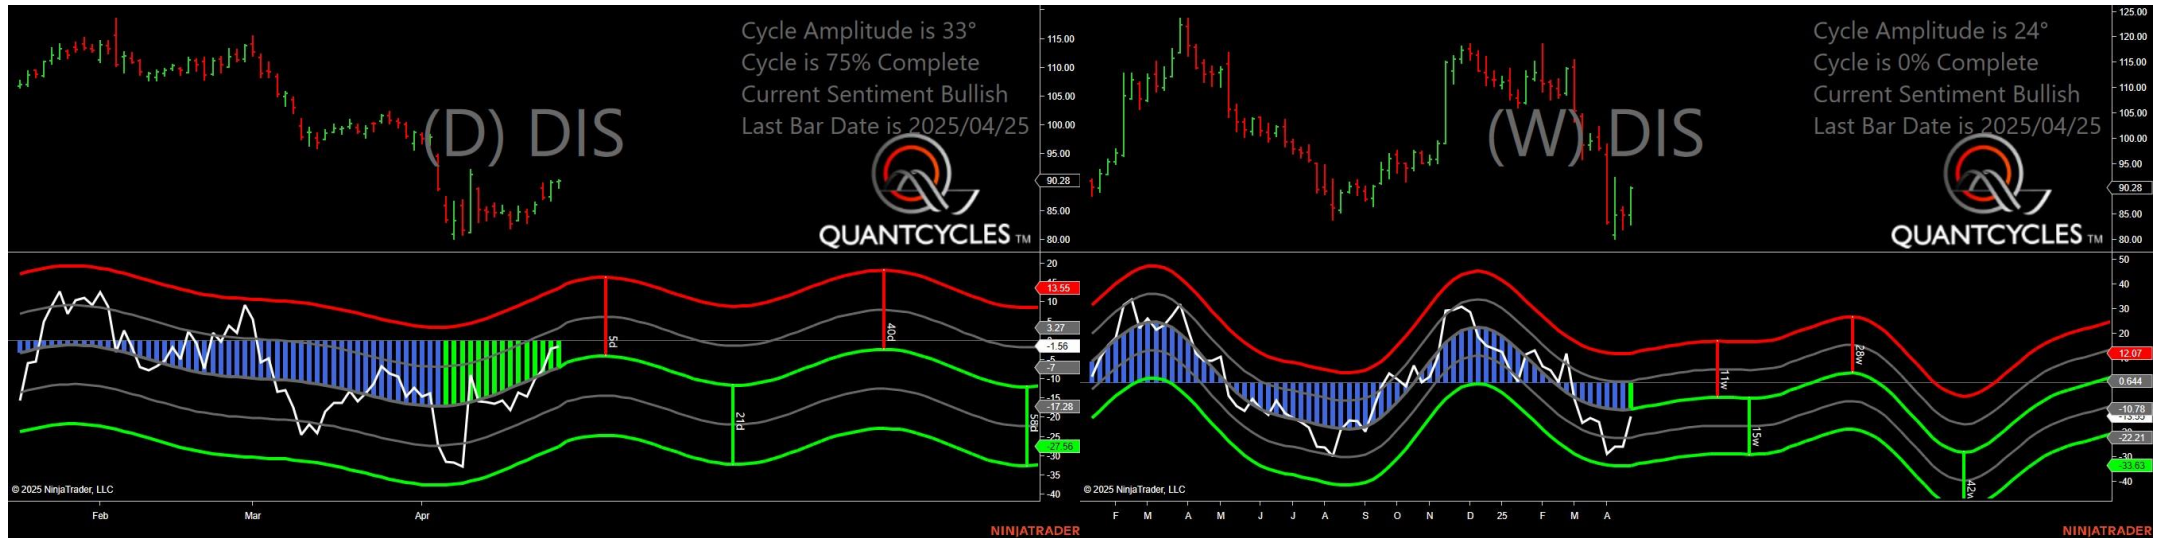 Cycle Amplitude is 33°
Cycle is 75% Complete
Current Sentiment Bullish
Last Bar Date is 2025/04/25
(D) DIS
QUANTCYCLES TM
115.00
110.00
105.00
100.00
95.00
90.28
85.00
80.00
20
13.55
10
5
3.27
-1.56
-5
-7
-10
-15
-17.28
-20
-25
-27.56
-30
-35
-40
5d
21d
40d
58d
© 2025 NinjaTrader, LLC
Feb Mar Apr
NINJATRADER
Cycle Amplitude is 24°
Cycle is 0% Complete
Current Sentiment Bullish
Last Bar Date is 2025/04/25
(W) DIS
QUANTCYCLES TM
125.00
120.00
115.00
110.00
105.00
100.00
95.00
90.28
85.00
80.00
50
40
30
20
12.07
0.644
-10.78
-22.21
-33.63
-40
11w
15w
28w
42w
© 2025 NinjaTrader, LLC
F M A M J J A S O N D 25 F M A
NINJATRADER